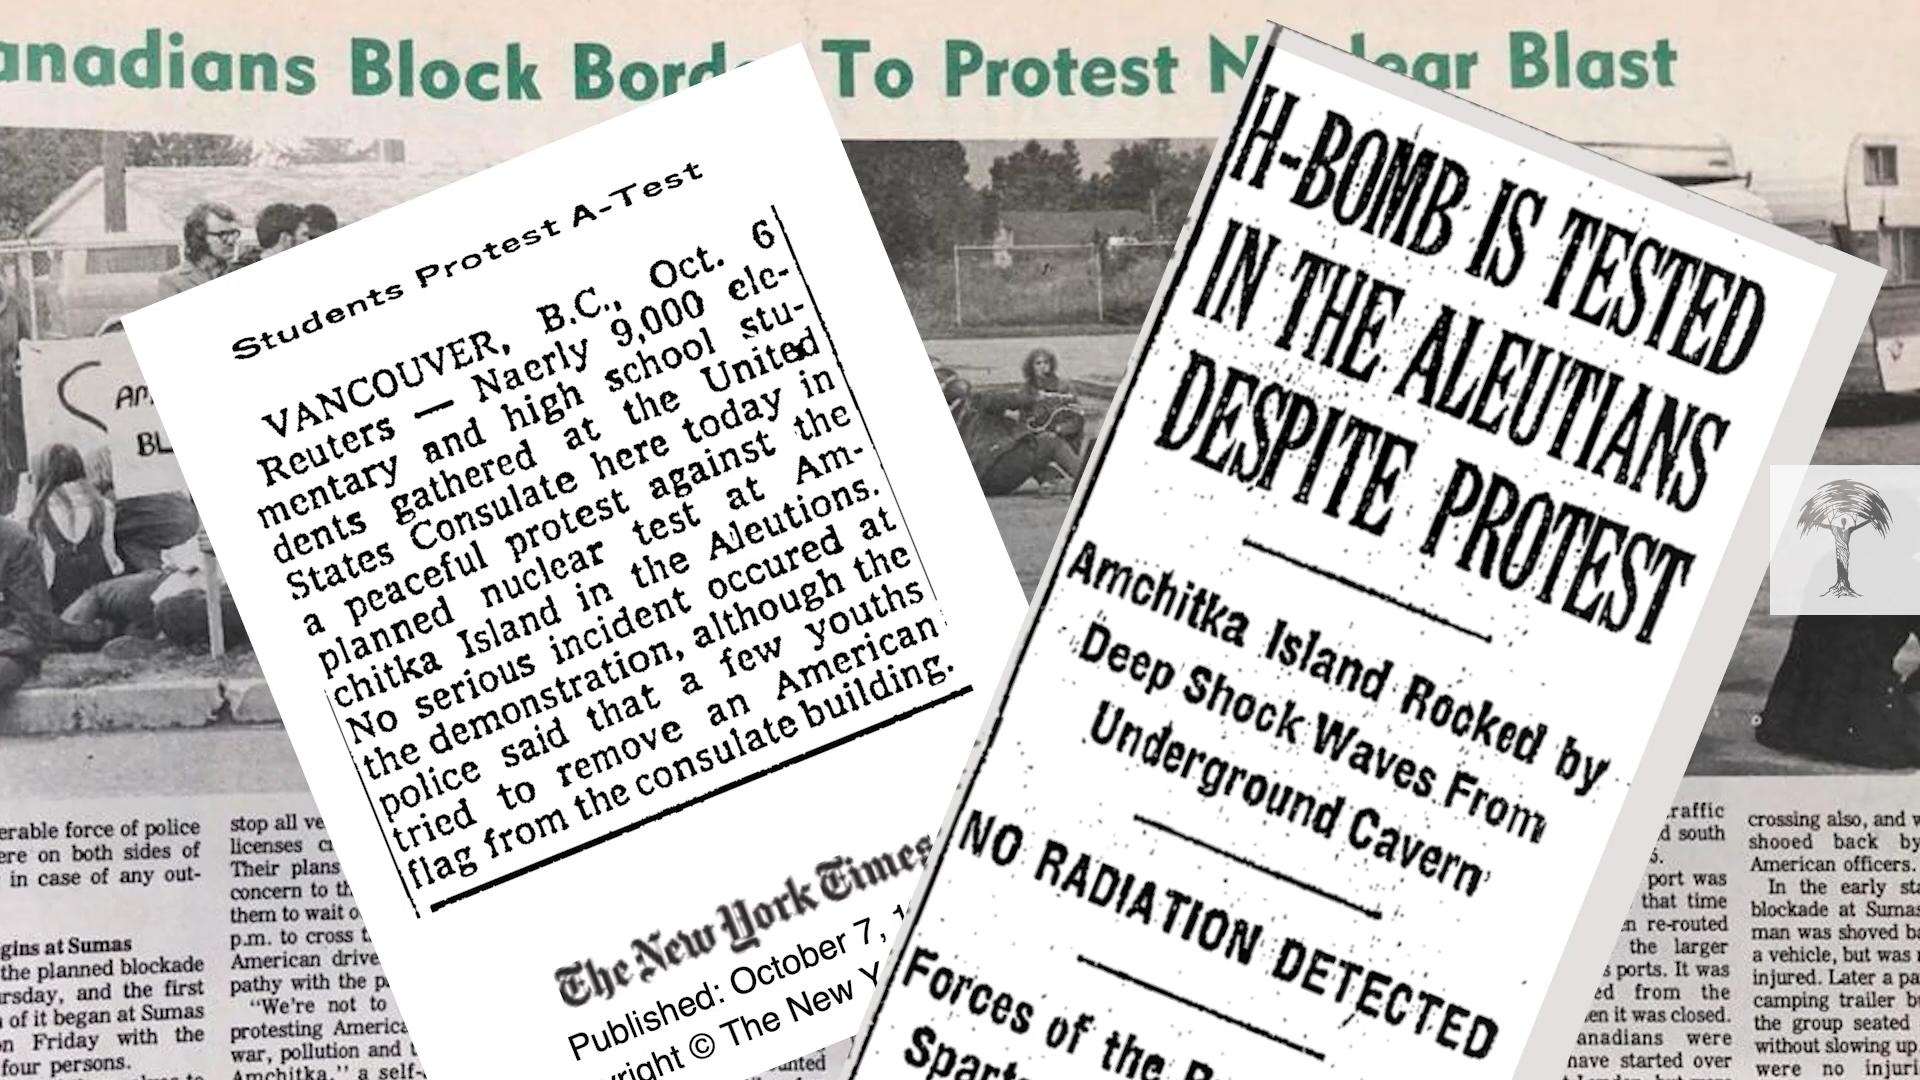 Canadians Block Border To Protest Nuclear Blast
Students Protest A-Test
VANCOUVER, B.C., Oct. 6
Reuters — Naerly 9,000 ele-
mentary and high school stu-
dents gathered at the United
States Consulate here today in
a peaceful protest against the
planned nuclear test at Am-
chitka Island in the Aleutions.
No serious incident occured at
the demonstration, although the
police said that a few youths
tried to remove an American
flag from the consulate building.
The New York Times
Published: October 7,
© The New Y
H-BOMB IS TESTED
IN THE ALEUTIANS
DESPITE PROTEST
Amchitka Island Rocked by
Deep Shock Waves From
Underground Cavern
NO RADIATION DETECTED
Forces of the
erable force of police
ere on both sides of
in case of any out-
gins at Sumas
the planned blockade
rsday, and the first
of it began at Sumas
n Friday with the
four persons.
stop all ve
licenses
Their plans
concern to th
them to wait o
p.m. to cross t
American drive
pathy with the p
"We're not to
protesting America
war, pollution and t
Amchitka," a self-
raffic
d south
port was
that time
n re-routed
the larger
s ports. It was
ed from the
en it was closed.
anadians were
have started over
crossing also, and w
shooed back by
American officers.
In the early sta
blockade at Sumas
man was shoved ba
a vehicle, but was n
injured. Later a pa
camping trailer bu
the group seated
without slowing up
were no injuri